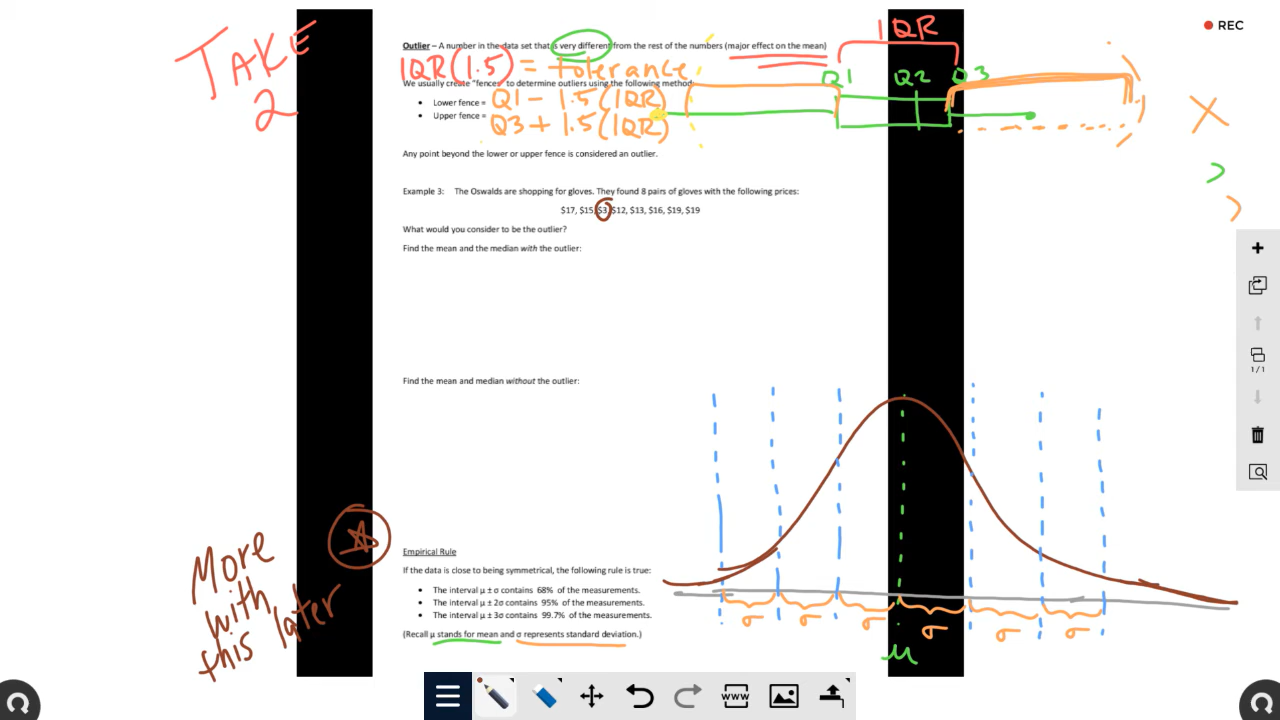 REC
TAKE
2
IQR
Outlier – A number in the data set that is very different from the rest of the numbers (major effect on the mean)
IQR(1.5) = tolerance
Q1 Q2 Q3
We usually create "fences" to determine outliers using the following method:
• Lower fence = Q1 - 1.5(IQR)
• Upper fence = Q3 + 1.5(IQR)
X
Any point beyond the lower or upper fence is considered an outlier.
Example 3: The Oswalds are shopping for gloves. They found 8 pairs of gloves with the following prices:
$17, $15, $3, $12, $13, $16, $19, $19
What would you consider to be the outlier?
Find the mean and the median with the outlier:
1/1
Find the mean and median without the outlier:
More
with
this later
Empirical Rule
If the data is close to being symmetrical, the following rule is true:
• The interval μ ± σ contains 68% of the measurements.
• The interval μ ± 2σ contains 95% of the measurements.
• The interval μ ± 3σ contains 99.7% of the measurements.
(Recall μ stands for mean and σ represents standard deviation.)
σ σ σ σ σ σ
μ
WWW